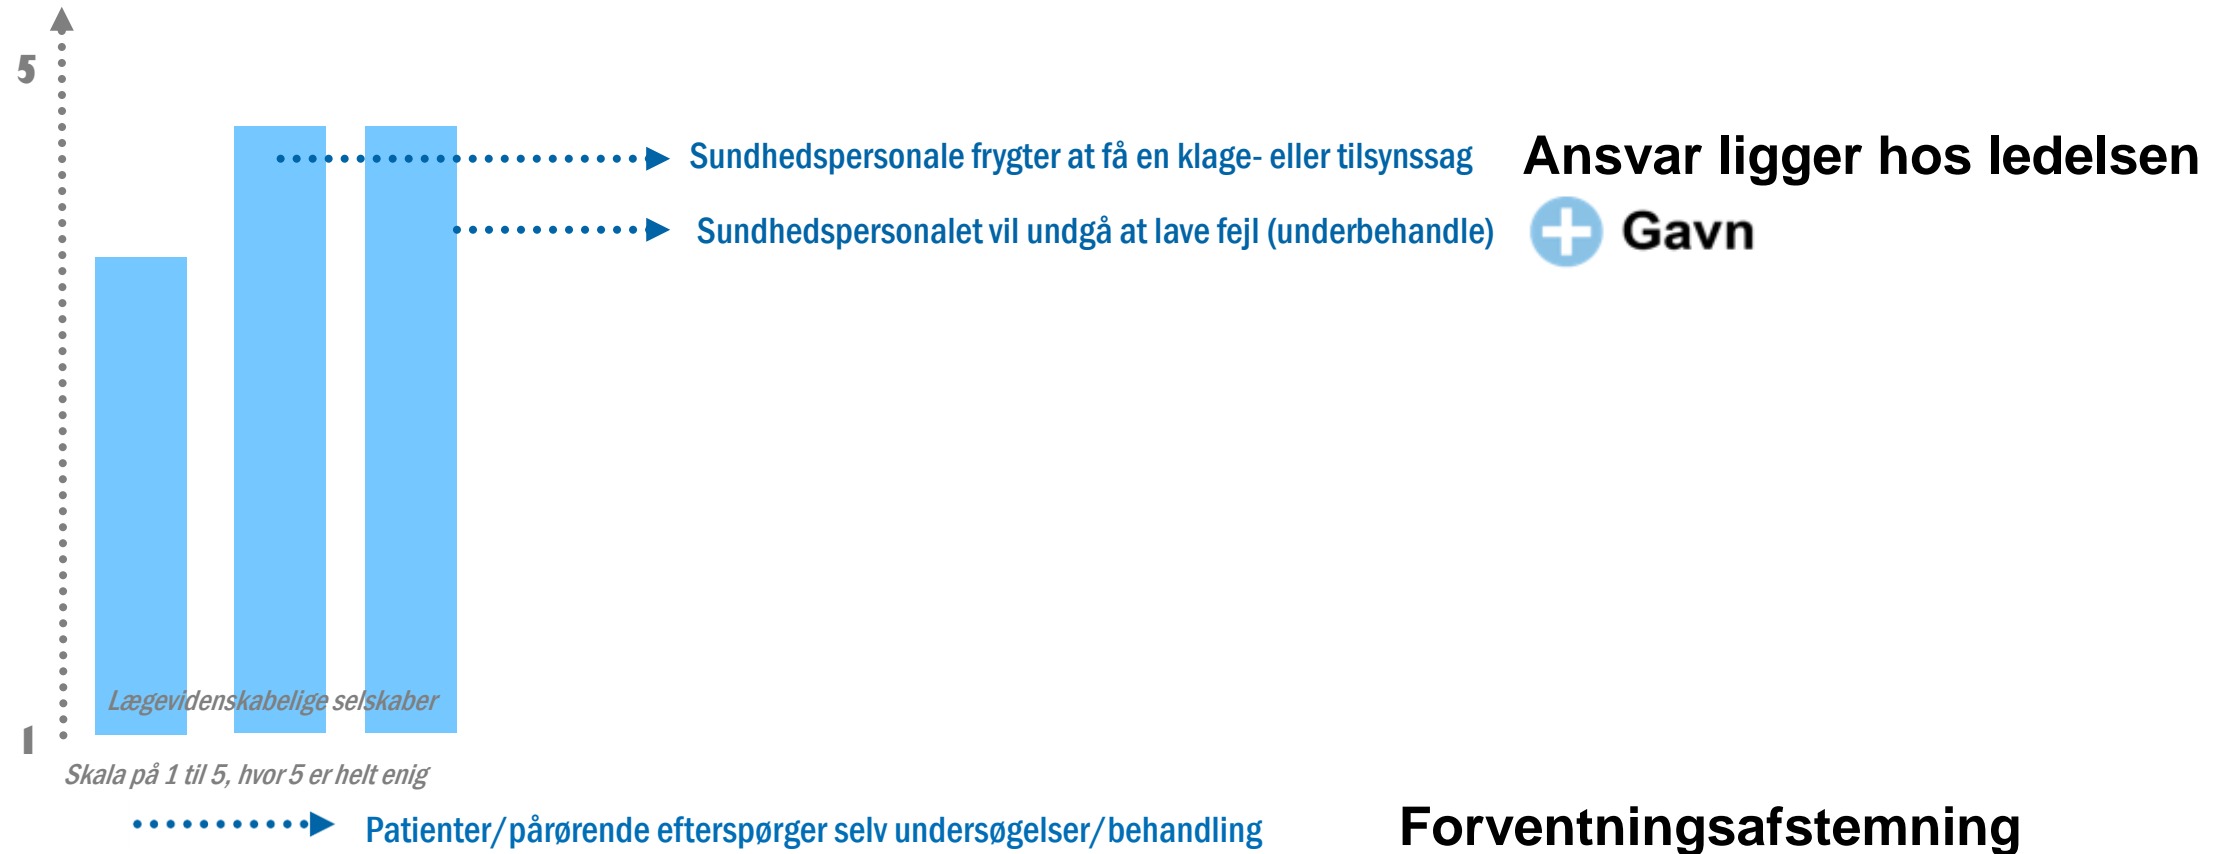 5
Sundhedspersonale frygter at få en klage- eller tilsynssag
Ansvar ligger hos ledelsen
Sundhedspersonalet vil undgå at lave fejl (underbehandle)
Gavn
Lægevidenskabelige selskaber
1
Skala på 1 til 5, hvor 5 er helt enig
Patienter/pårørende efterspørger selv undersøgelser/behandling
Forventningsafstemning